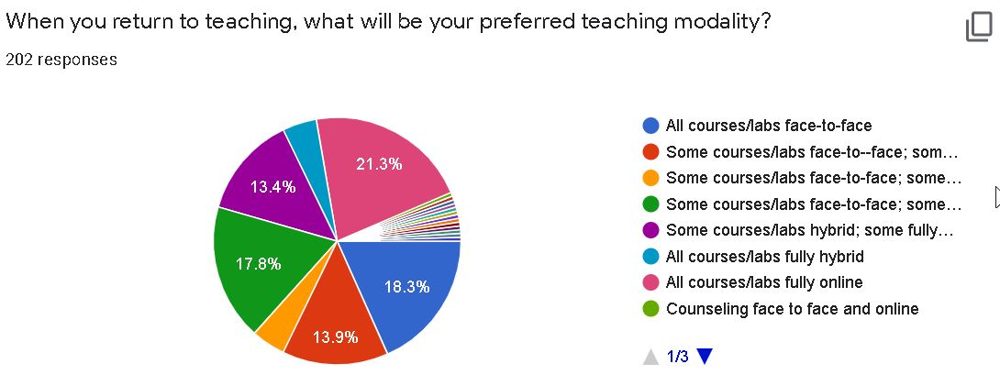 When you return to teaching, what will be your preferred teaching modality?
202 responses
21.3%
13.4%
17.8%
18.3%
13.9%
All courses/labs face-to-face
Some courses/labs face-to--face; som...
Some courses/labs face-to-face; some...
Some courses/labs face-to-face; some...
Some courses/labs hybrid; some fully...
All courses/labs fully hybrid
All courses/labs fully online
Counseling face to face and online
1/3